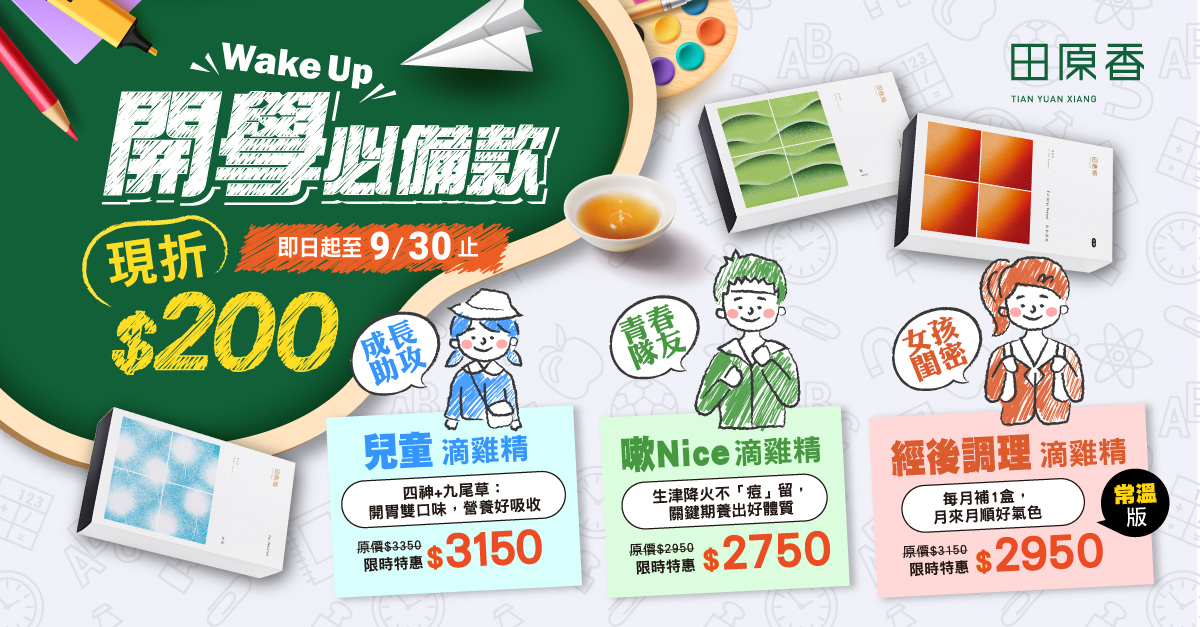 Wake Up
開學必備款
現折
$200
即日起至 9/30 止
田原香
TIAN YUAN XIANG
成長
助攻
兒童 滴雞精
四神+九尾草：
開胃雙口味，營養好吸收
原價$3350
限時特惠 $3150
青春
隊友
嗽Nice 滴雞精
生津降火不「痘」留，
關鍵期養出好體質
原價$2950
限時特惠 $2750
女孩
閨密
經後調理 滴雞精
每月補1盒，
月來月順好氣色
常溫
版
原價$3150
限時特惠 $2950